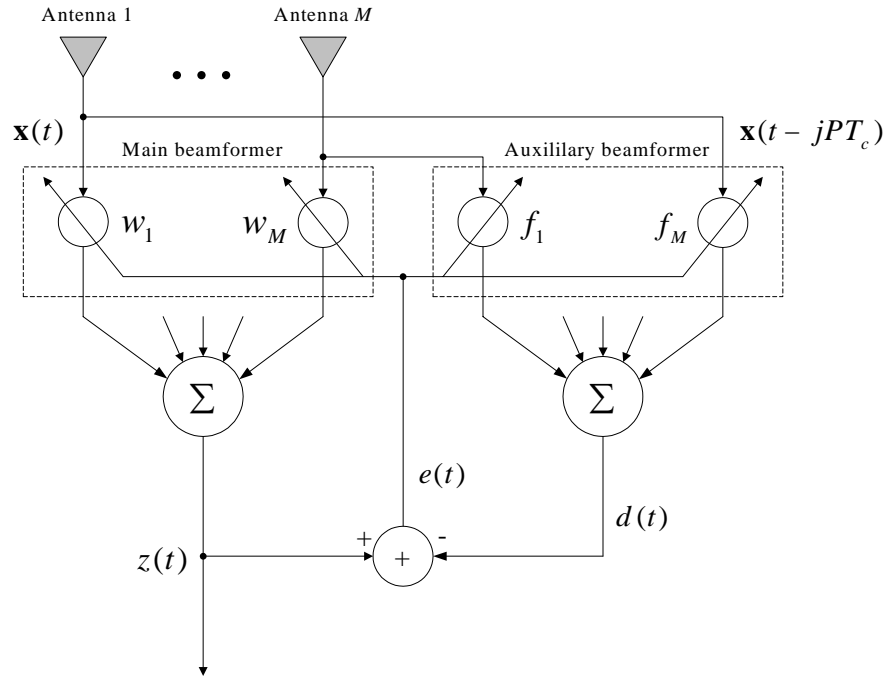 Antenna 1
Antenna M
x(t)
x(t − jPT_c)
Main beamformer
Auxililary beamformer
w_1
w_M
f_1
f_M
Σ
Σ
e(t)
d(t)
+
-
z(t)
+